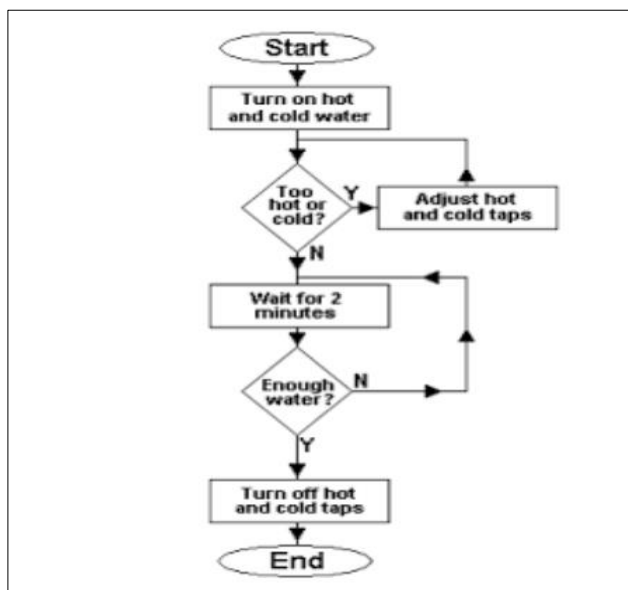 Start
Turn on hot
and cold water
Too
hot or
cold?
Y
Adjust hot
and cold taps
N
Wait for 2
minutes
Enough
water?
N
Y
Turn off hot
and cold taps
End